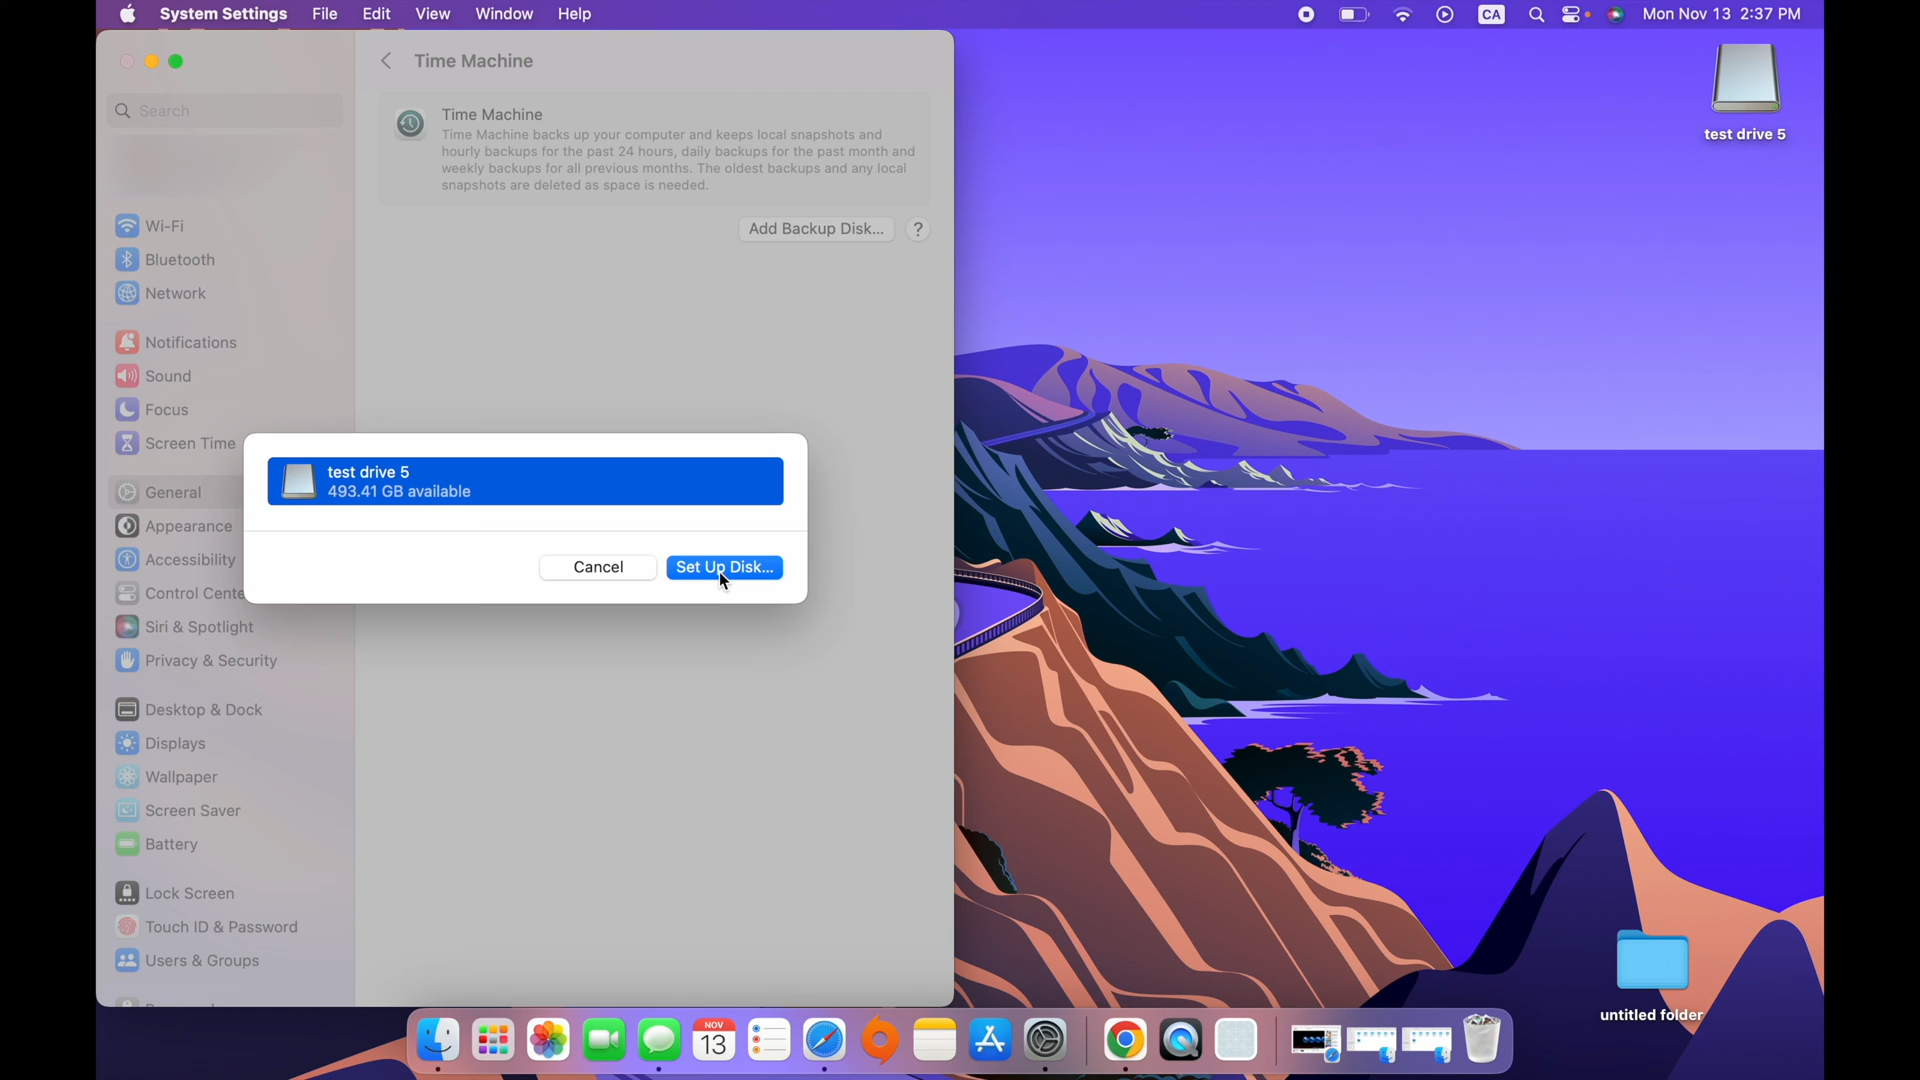 System Settings File Edit View Window Help
CA Mon Nov 13 2:37 PM
Time Machine
Search
Time Machine
Time Machine backs up your computer and keeps local snapshots and
hourly backups for the past 24 hours, daily backups for the past month and
weekly backups for all previous months. The oldest backups and any local
snapshots are deleted as space is needed.
Add Backup Disk... ?
Wi-Fi
Bluetooth
Network
Notifications
Sound
Focus
Screen Time
General
Appearance
Accessibility
Control Cente
Siri & Spotlight
Privacy & Security
Desktop & Dock
Displays
Wallpaper
Screen Saver
Battery
Lock Screen
Touch ID & Password
Users & Groups
test drive 5
493.41 GB available
Cancel Set Up Disk...
test drive 5
untitled folder
NOV
13